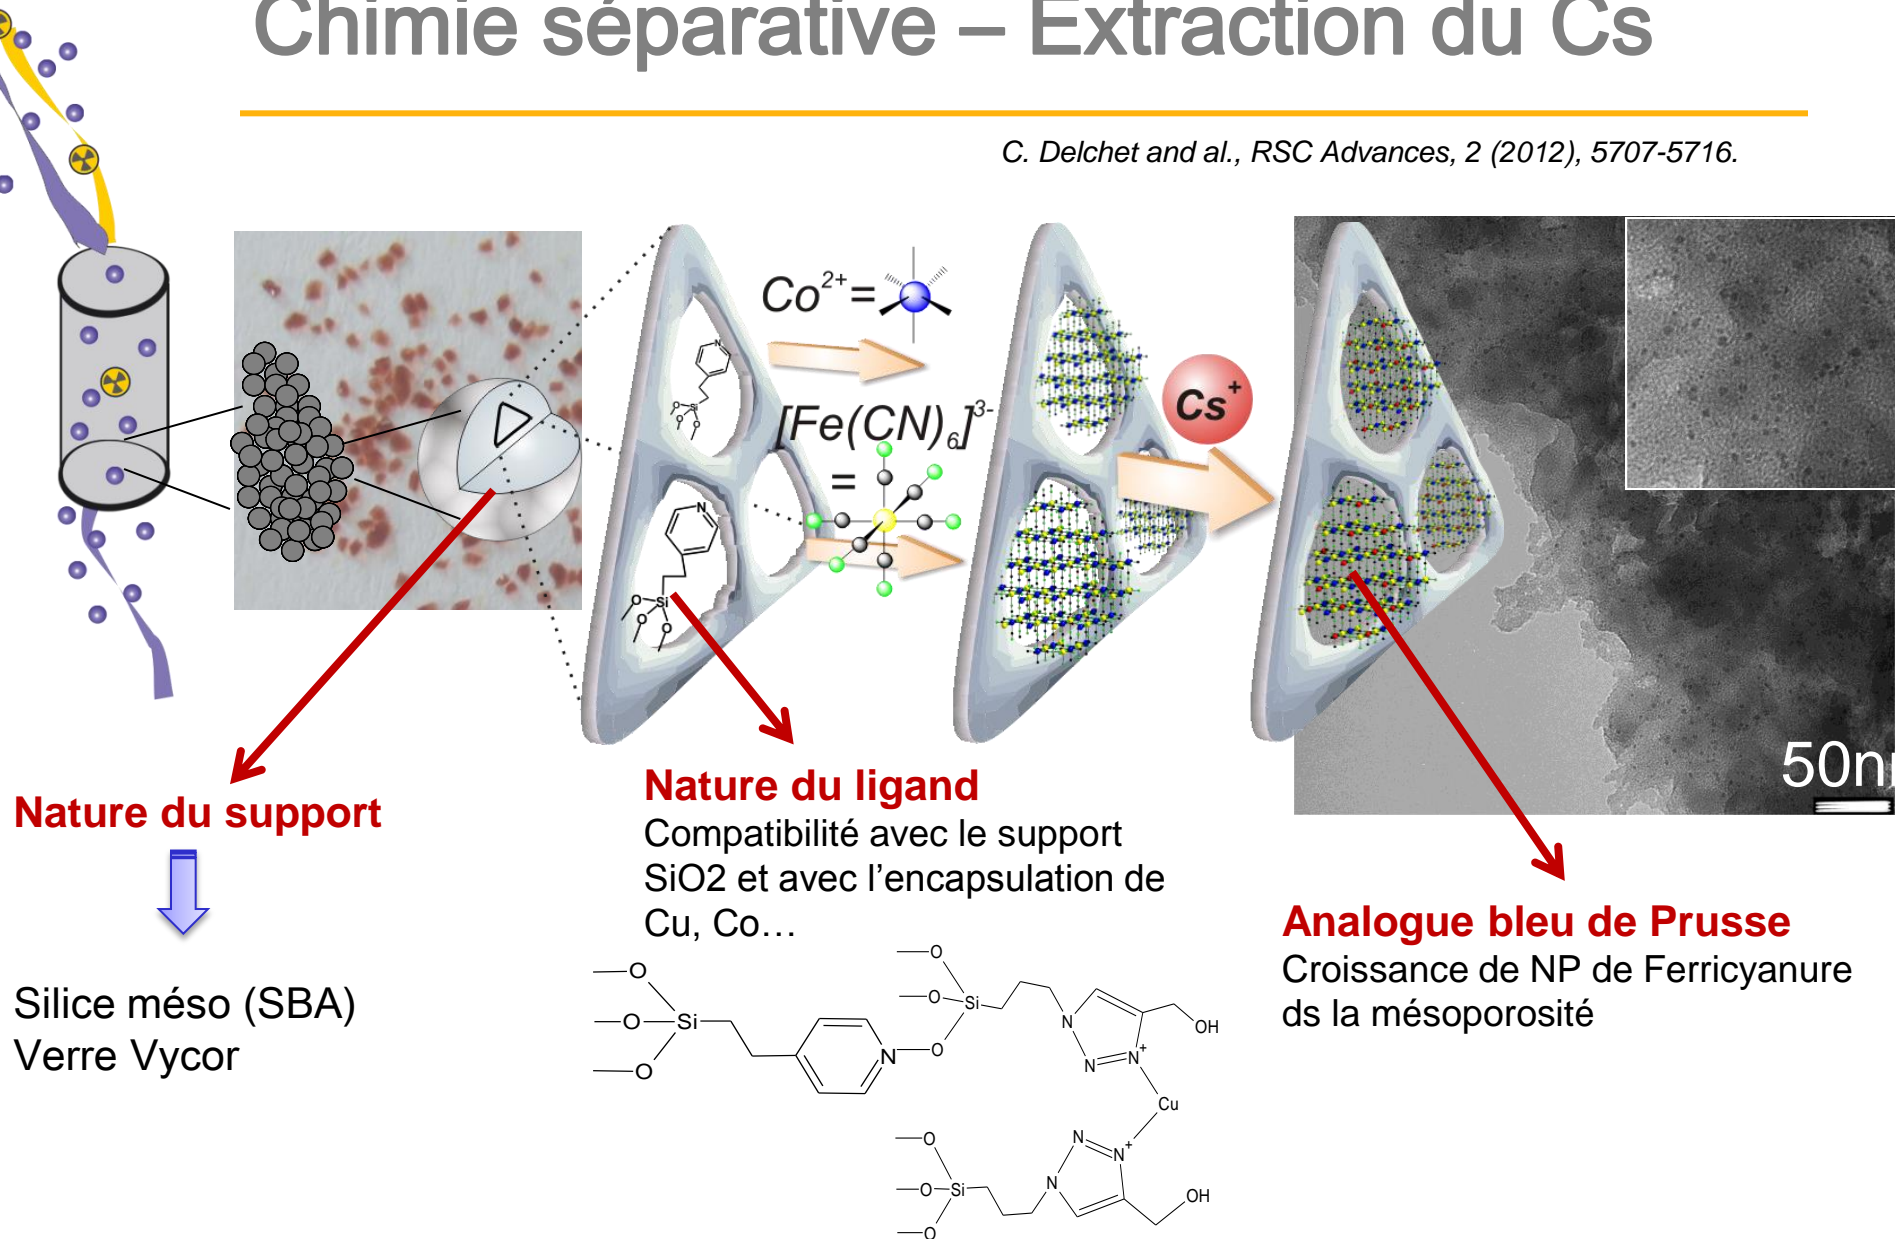 Chimie séparative – Extraction du Cs
C. Delchet and al., RSC Advances, 2 (2012), 5707-5716.
Co2+=
[Fe(CN)6]3-
=
Cs+
N
Si
O
O
O
N
O
Si
O
O
50n
Nature du support
Silice méso (SBA)
Verre Vycor
Nature du ligand
Compatibilité avec le support
SiO2 et avec l’encapsulation de
Cu, Co…
Analogue bleu de Prusse
Croissance de NP de Ferricyanure
ds la mésoporosité
O
O
Si
O
N
O
O
O
Si
N
N
N+
OH
Cu
O
O
Si
O
N
N
N+
OH